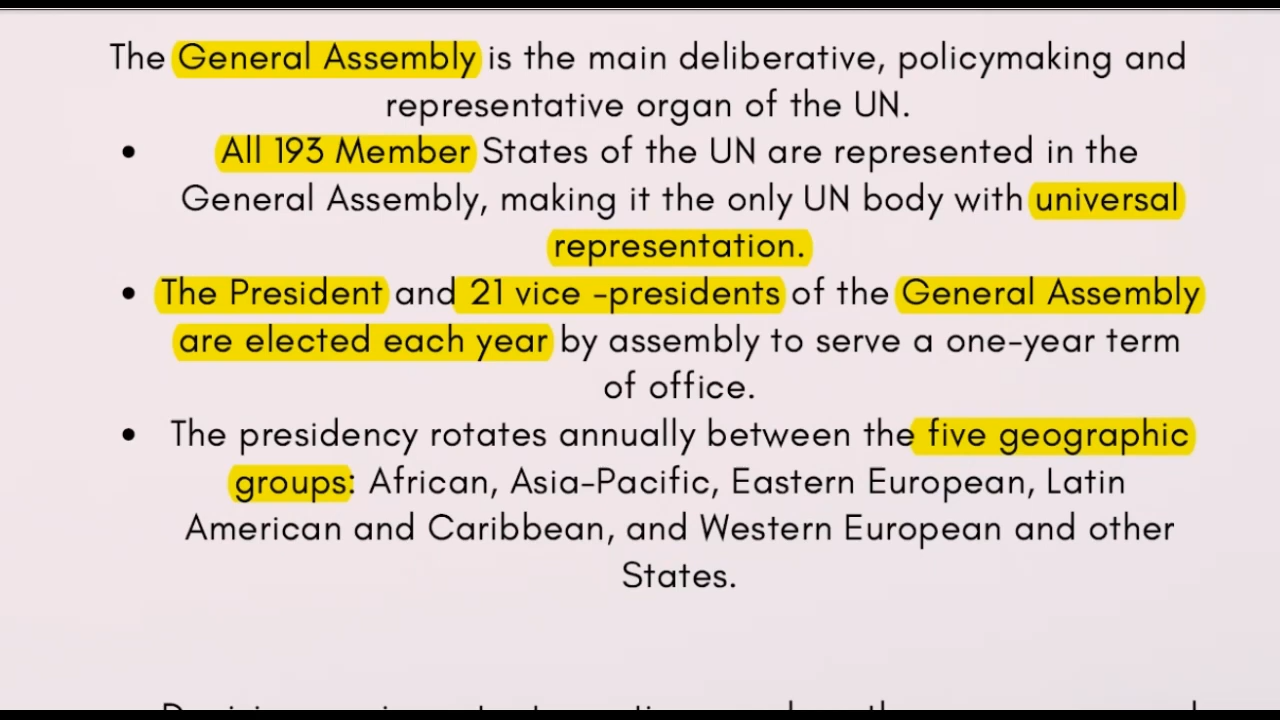 The General Assembly is the main deliberative, policymaking and
representative organ of the UN.
• All 193 Member States of the UN are represented in the
General Assembly, making it the only UN body with universal
representation.
• The President and 21 vice -presidents of the General Assembly
are elected each year by assembly to serve a one-year term
of office.
• The presidency rotates annually between the five geographic
groups: African, Asia-Pacific, Eastern European, Latin
American and Caribbean, and Western European and other
States.